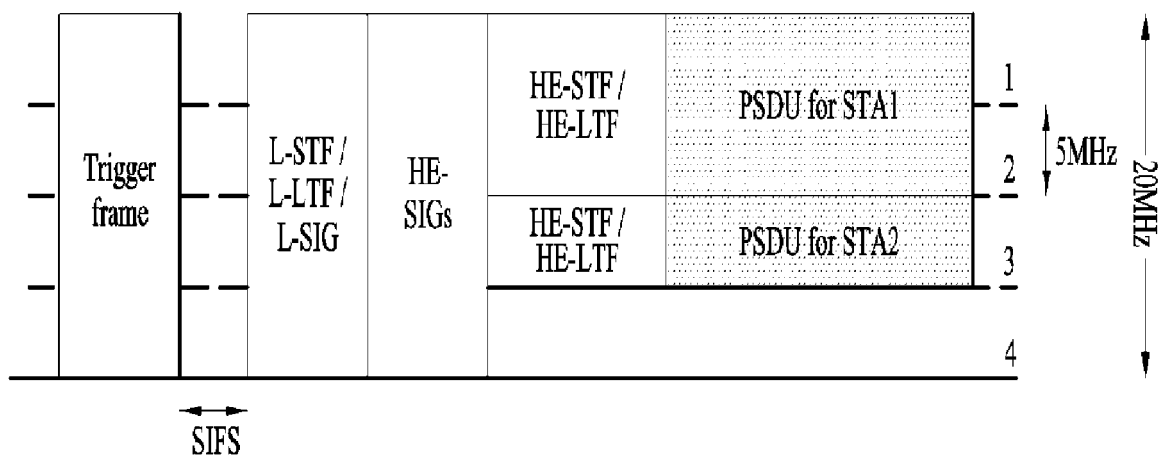 Trigger
frame
SIFS
L-STF /
L-LTF /
L-SIG
HE-
SIGs
HE-STF /
HE-LTF
PSDU for STA1
HE-STF /
HE-LTF
PSDU for STA2
1
2
3
4
5MHz
20MHz